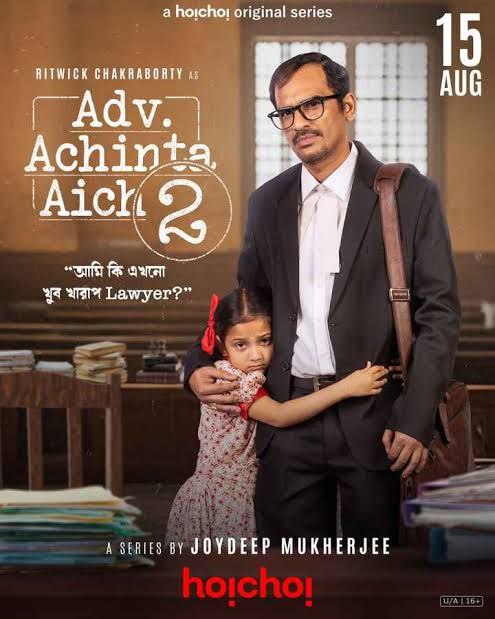 a hoichoi original series
15
AUG
RITWICK CHAKRABORTY AS
Adv.
Achinta
Aich 2
“আমি কি এখনো
খুব খারাপ Lawyer?”
A SERIES BY JOYDEEP MUKHERJEE
hoichoi
U/A | 16+